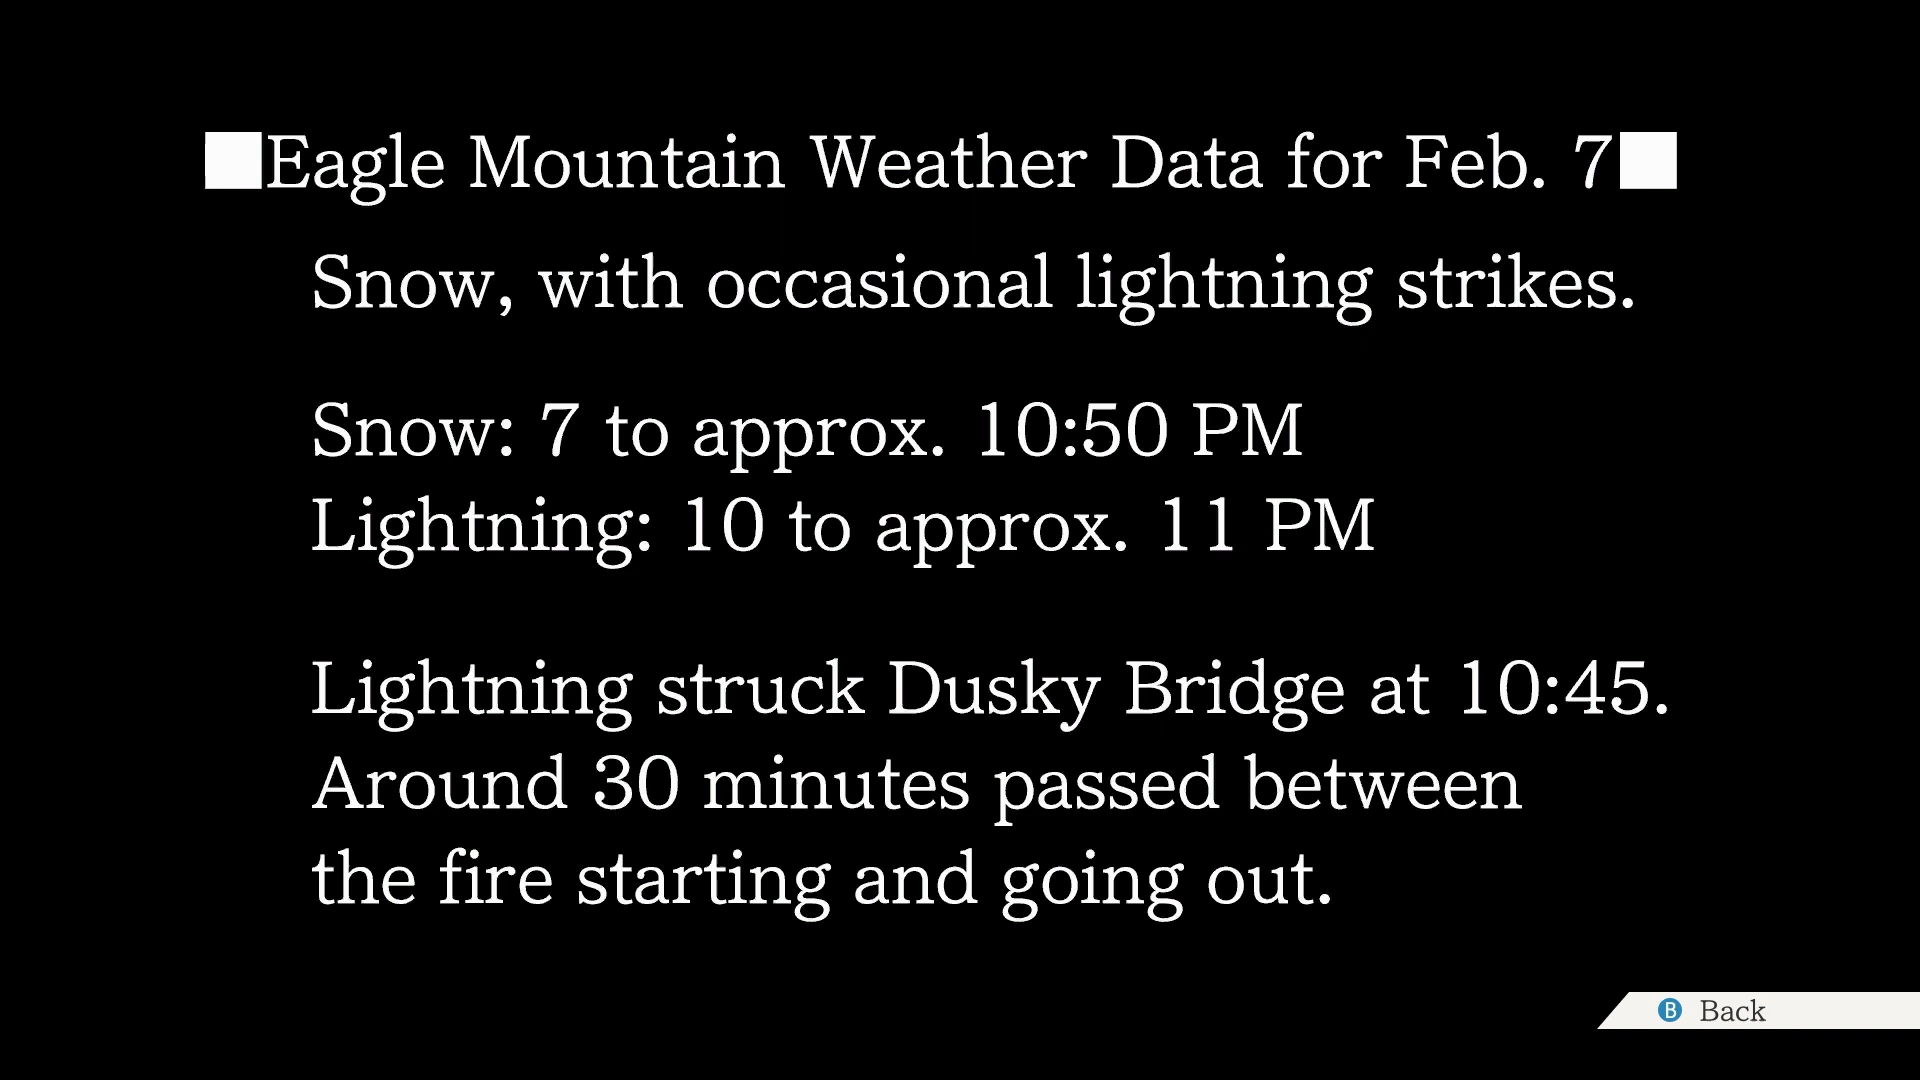 ■Eagle Mountain Weather Data for Feb. 7■
Snow, with occasional lightning strikes.
Snow: 7 to approx. 10:50 PM
Lightning: 10 to approx. 11 PM
Lightning struck Dusky Bridge at 10:45.
Around 30 minutes passed between
the fire starting and going out.
B Back